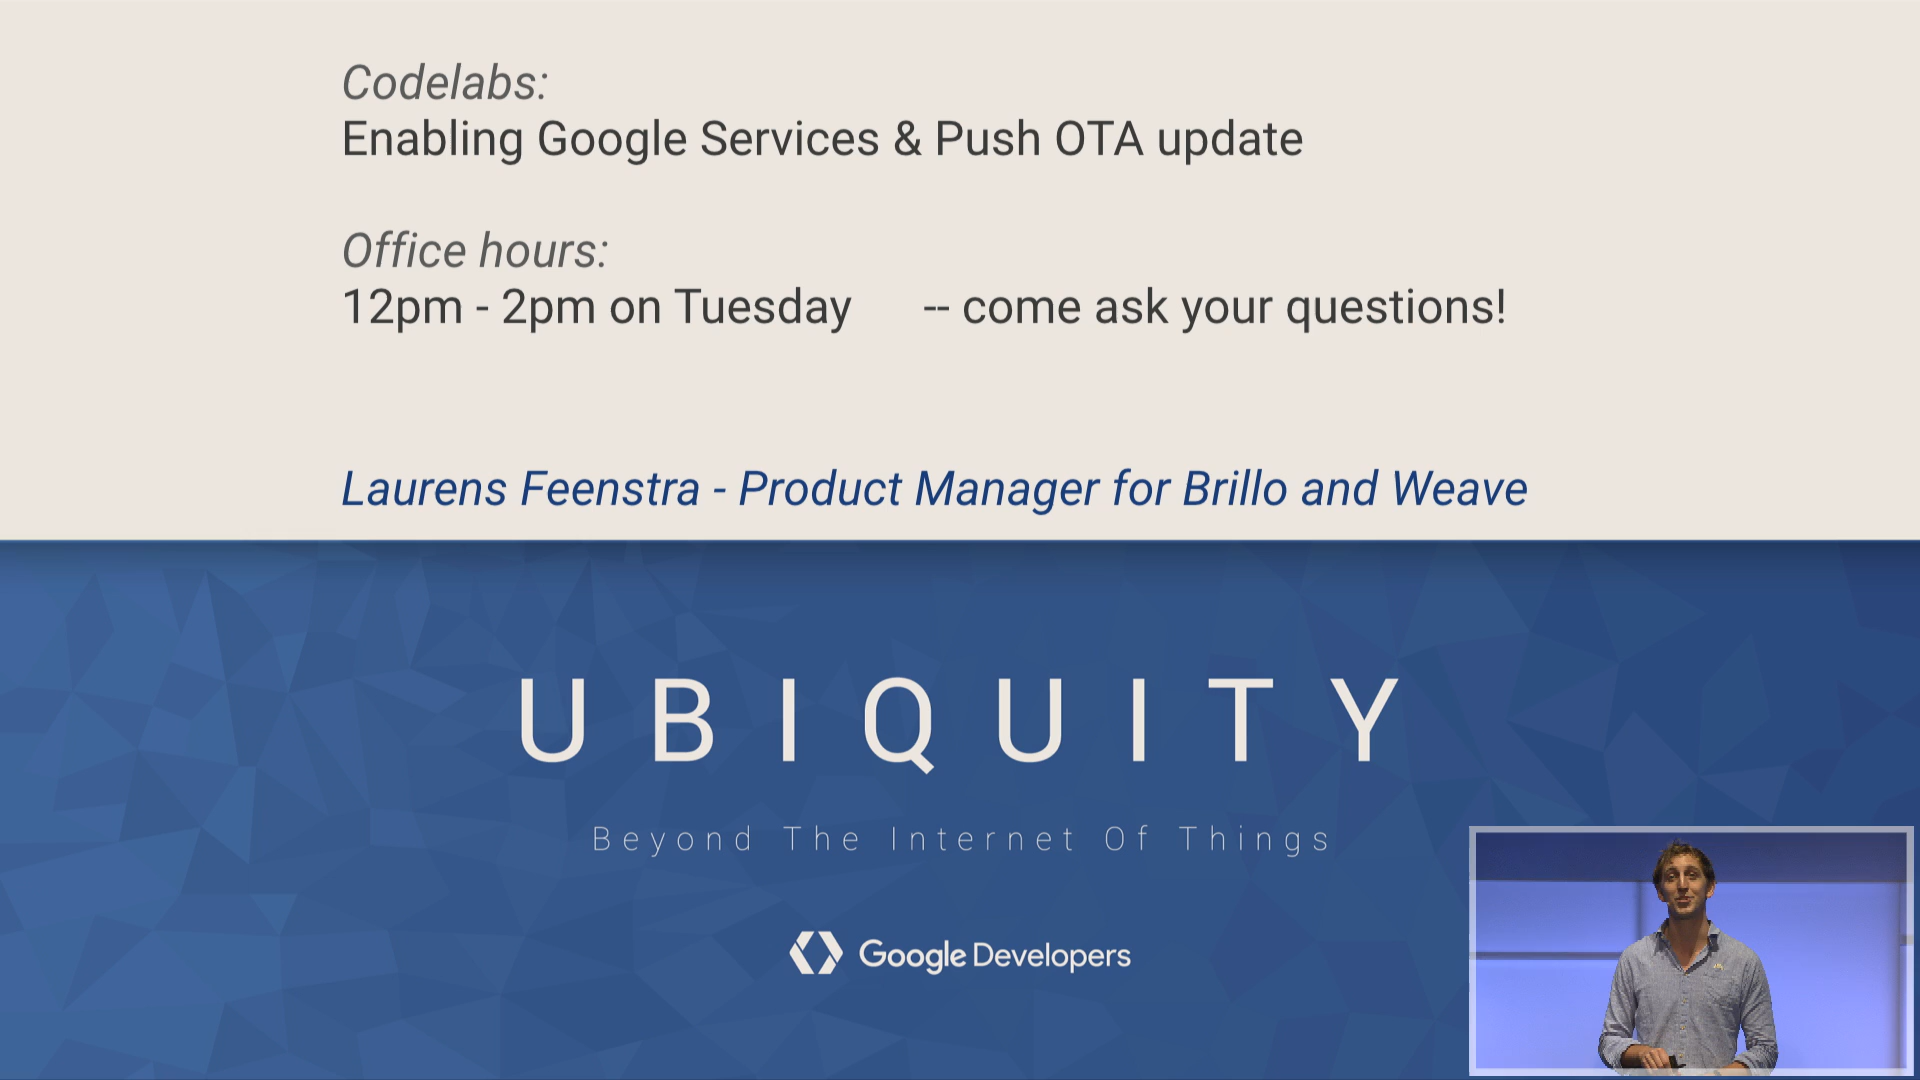 Codelabs:
Enabling Google Services & Push OTA update
Office hours:
12pm - 2pm on Tuesday -- come ask your questions!
Laurens Feenstra - Product Manager for Brillo and Weave
UBIQUITY
Beyond The Internet Of Things
Google Developers